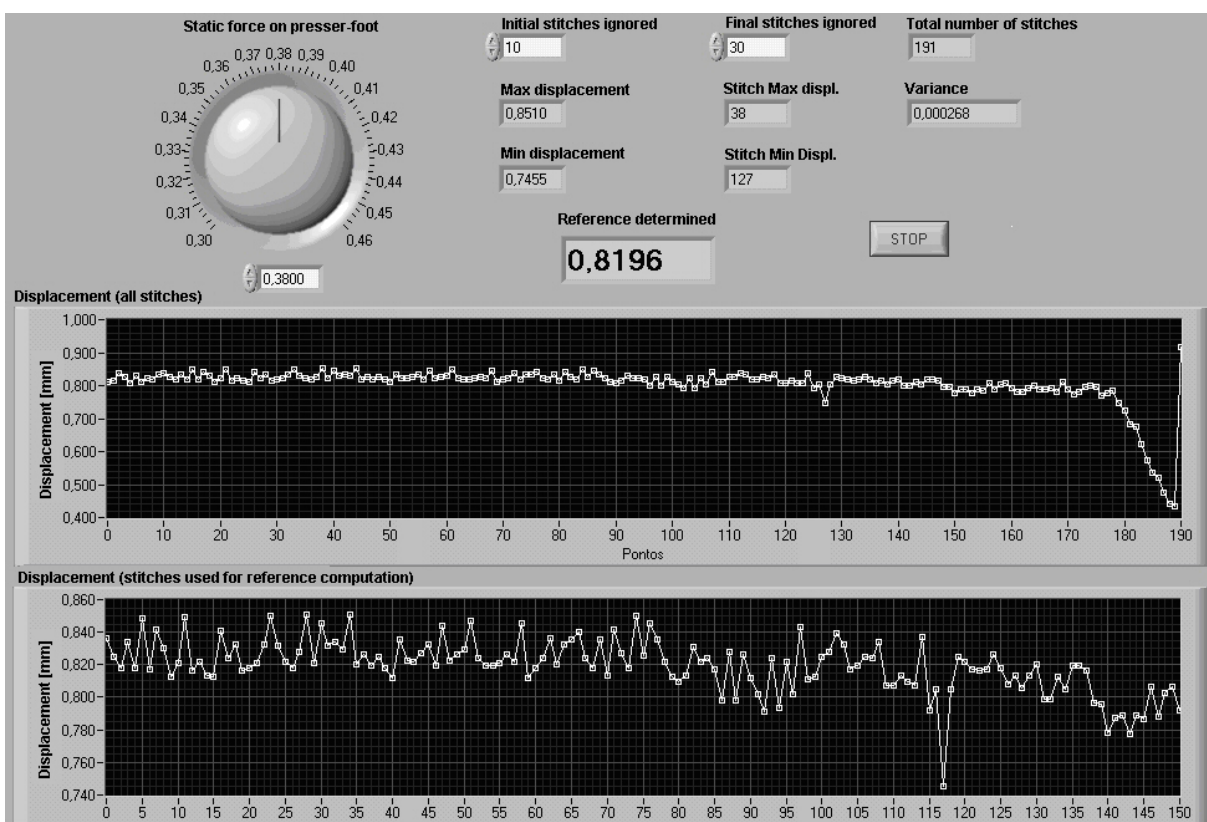 Static force on presser-foot
0,30
0,31
0,32
0,33
0,34
0,35
0,36
0,37
0,38
0,39
0,40
0,41
0,42
0,43
0,44
0,45
0,46
0,3800
Initial stitches ignored
10
Final stitches ignored
30
Total number of stitches
191
Max displacement
0,8510
Stitch Max displ.
38
Variance
0,000268
Min displacement
0,7455
Stitch Min Displ.
127
Reference determined
0,8196
STOP
Displacement (all stitches)
Displacement [mm]
1,000
0,900
0,800
0,700
0,600
0,500
0,400
0 10 20 30 40 50 60 70 80 90 100 110 120 130 140 150 160 170 180 190
Pontos
Displacement (stitches used for reference computation)
Displacement [mm]
0,860
0,840
0,820
0,800
0,780
0,760
0,740
0 5 10 15 20 25 30 35 40 45 50 55 60 65 70 75 80 85 90 95 100 105 110 115 120 125 130 135 140 145 150